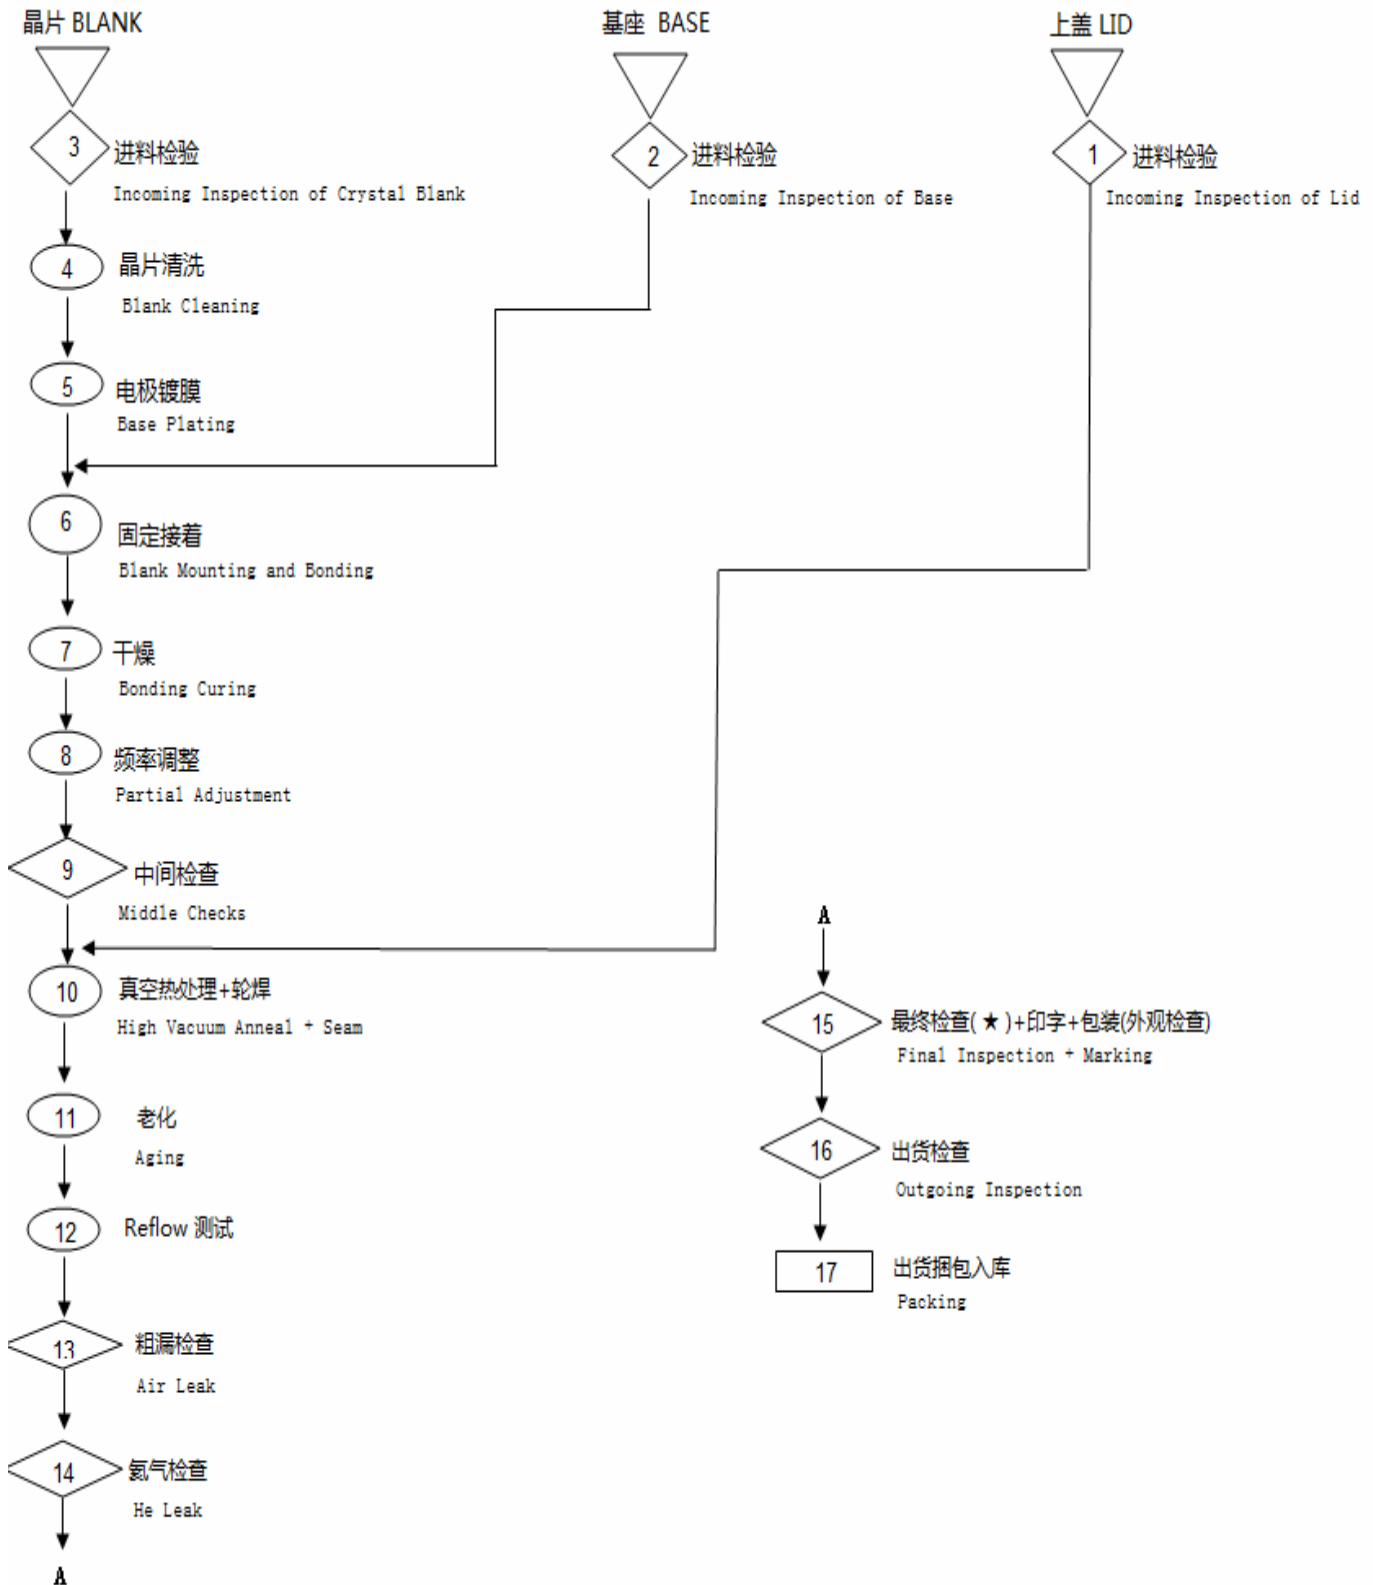 晶片 BLANK
基座 BASE
上盖 LID
3
进料检验
Incoming Inspection of Crystal Blank
2
进料检验
Incoming Inspection of Base
1
进料检验
Incoming Inspection of Lid
4
晶片清洗
Blank Cleaning
5
电极镀膜
Base Plating
6
固定接着
Blank Mounting and Bonding
7
干燥
Bonding Curing
8
频率调整
Partial Adjustment
9
中间检查
Middle Checks
10
真空热处理+轮焊
High Vacuum Anneal + Seam
11
老化
Aging
12
Reflow 测试
13
粗漏检查
Air Leak
14
氦气检查
He Leak
A
A
15
最终检查(★)+印字+包装(外观检查)
Final Inspection + Marking
16
出货检查
Outgoing Inspection
17
出货捆包入库
Packing